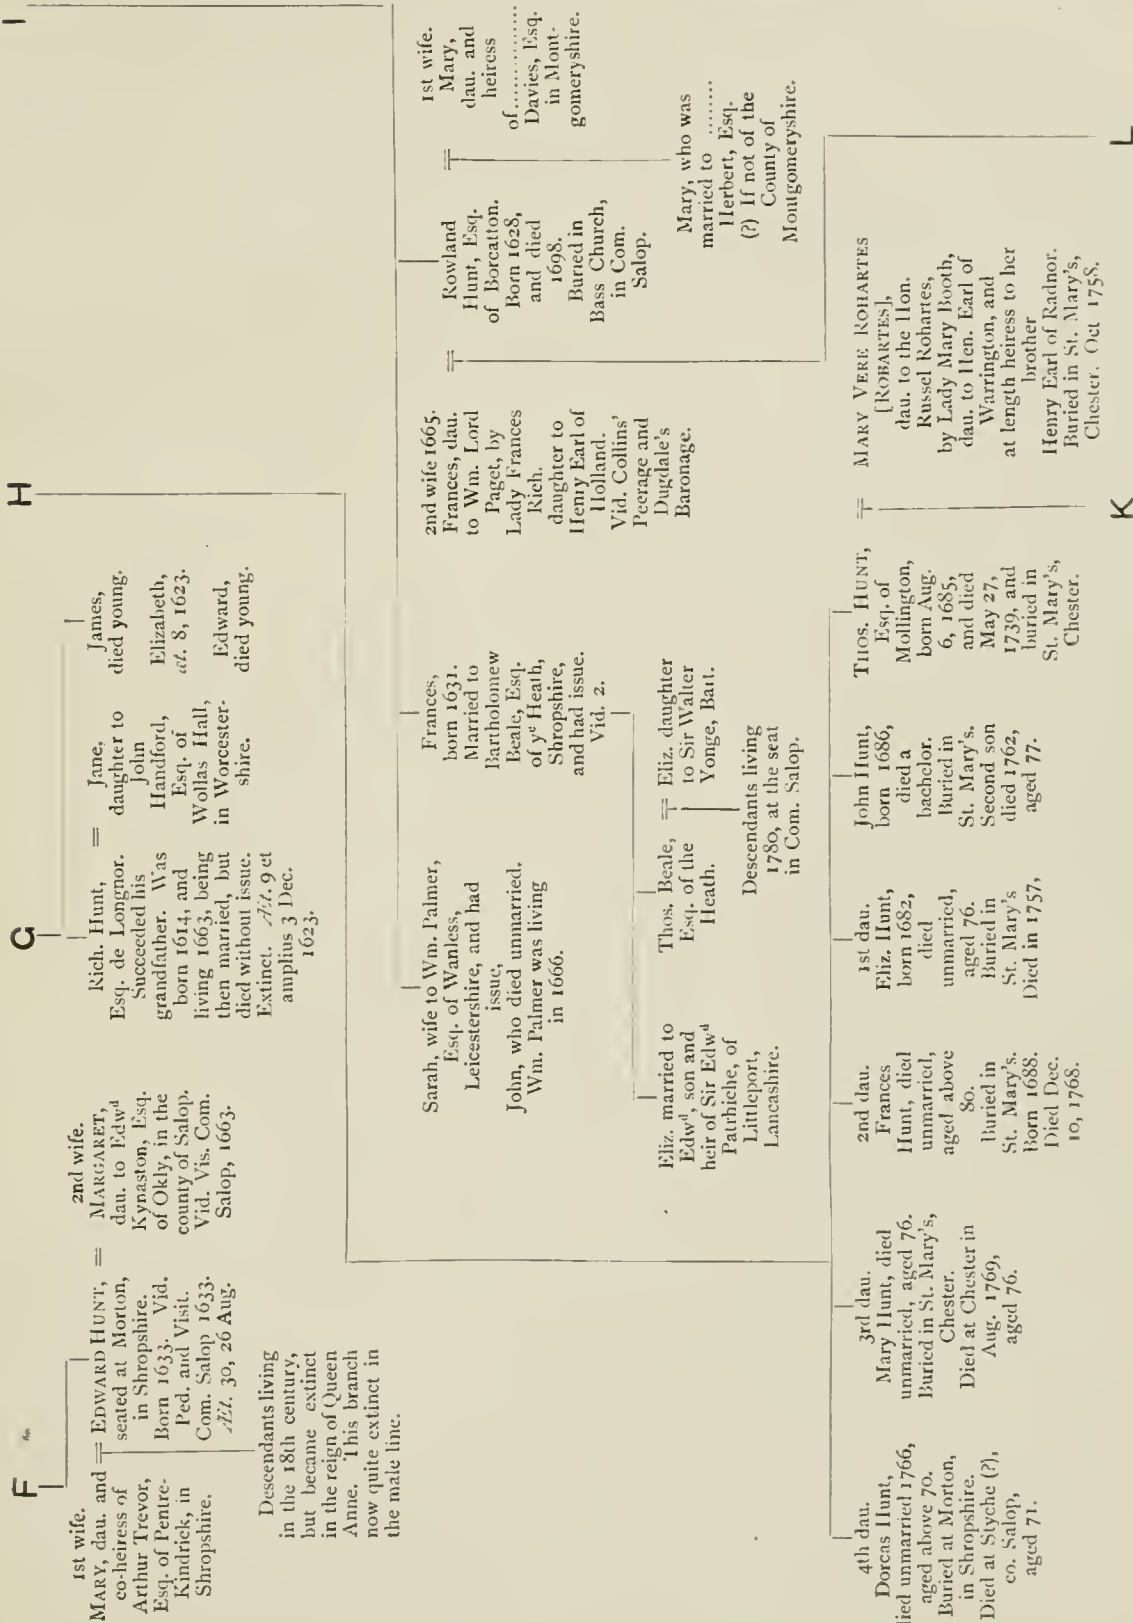 F
G
H
I
1st wife.
MARY, dau. and
co-heiress of
Arthur Trevor,
Esq. of Pentre-
Kindrick, in
Shropshire.
= EDWARD HUNT, =
seated at Morton,
in Shropshire.
Born 1633. Vid.
Ped. and Visit.
Com. Salop 1633.
Æt. 30, 26 Aug.
2nd wife.
MARGARET,
dau. to Edwᵈ
Kynaston, Esq.
of Okly, in the
county of Salop.
Vid. Vis. Com.
Salop, 1663.
Descendants living
in the 18th century,
but became extinct
in the reign of Queen
Anne. This branch
now quite extinct in
the male line.
Rich. Hunt,
Esq. de Longnor.
Succeeded his
grandfather. Was
born 1614, and
living 1663, being
then married, but
died without issue.
Extinct. Æt. 9 et
amplius 3 Dec.
1623.
=
Jane,
daughter to
John
Handford,
Esq. of
Wollas Hall,
in Worcester-
shire.
James,
died young.
Elizabeth,
æt. 8, 1623.
Edward,
died young.
Sarah, wife to Wm. Palmer,
Esq. of Wanless,
Leicestershire, and had
issue,
John, who died unmarried.
Wm. Palmer was living
in 1666.
Frances,
born 1631.
Married to
Bartholomew
Beale, Esq.
of yᵉ Heath,
Shropshire,
and had issue.
Vid. 2.
2nd wife 1665.
Frances, dau.
to Wm. Lord
Paget, by
Lady Frances
Rich.
daughter to
Henry Earl of
Holland.
Vid. Collins'
Peerage and
Dugdale's
Baronage.
=
Rowland
Hunt, Esq.
of Borcatton.
Born 1628,
and died
1698.
Buried in
Bass Church,
in Com.
Salop.
=
1st wife.
Mary,
dau. and
heiress
of...............
Davies, Esq.
in Mont-
gomeryshire.
Eliz. married to
Edwᵈ, son and
heir of Sir Edwᵈ
Patrhiche, of
Littleport,
Lancashire.
Thos. Beale,
Esq. of the
Heath.
=
Eliz. daughter
to Sir Walter
Yonge, Bart.
Descendants living
1780, at the seat
in Com. Salop.
Mary, who was
married to ........
Herbert, Esq.
(?) If not of the
County of
Montgomeryshire.
4th dau.
Dorcas Hunt,
died unmarried 1766,
aged above 70.
Buried at Morton,
in Shropshire.
Died at Styche (?),
co. Salop,
aged 71.
3rd dau.
Mary Hunt, died
unmarried, aged 76.
Buried in St. Mary's,
Chester.
Died at Chester in
Aug. 1769,
aged 76.
2nd dau.
Frances
Hunt, died
unmarried,
aged above
80.
Buried in
St. Mary's.
Born 1688.
Died Dec.
10, 1768.
1st dau.
Eliz. Hunt,
born 1682,
died
unmarried,
aged 76.
Buried in
St. Mary's
Died in 1757,
John Hunt,
born 1686,
died a
bachelor.
Buried in
St. Mary's.
Second son
died 1762,
aged 77.
THOS. HUNT,
Esq. of
Mollington,
born Aug.
6, 1685,
and died
May 27,
1739, and
buried in
St. Mary's,
Chester.
=
MARY VERE ROHARTES
[ROBARTES],
dau. to the Hon.
Russel Rohartes,
by Lady Mary Booth,
dau. to Hen. Earl of
Warrington, and
at length heiress to her
brother
Henry Earl of Radnor.
Buried in St. Mary's,
Chester. Oct 1758.
K
L